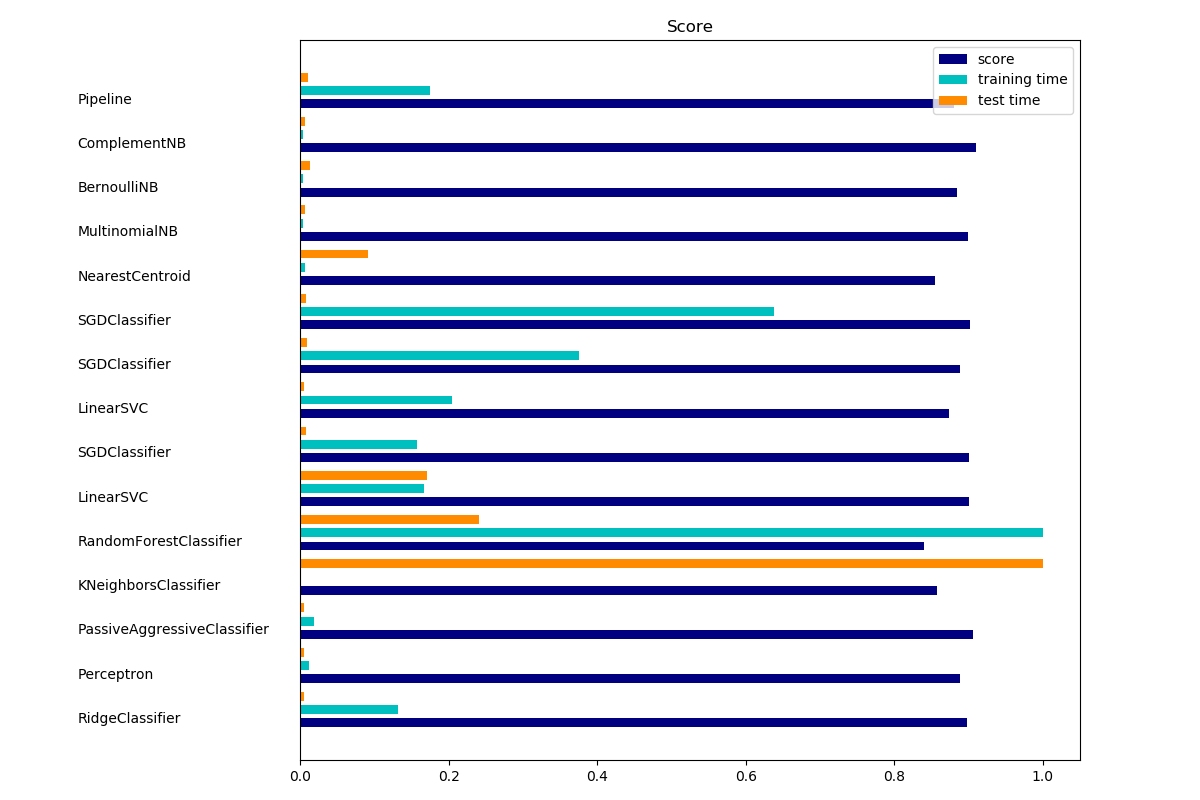 Score
score
training time
test time
Pipeline
ComplementNB
BernoulliNB
MultinomialNB
NearestCentroid
SGDClassifier
SGDClassifier
LinearSVC
SGDClassifier
LinearSVC
RandomForestClassifier
KNeighborsClassifier
PassiveAggressiveClassifier
Perceptron
RidgeClassifier
0.0 0.2 0.4 0.6 0.8 1.0